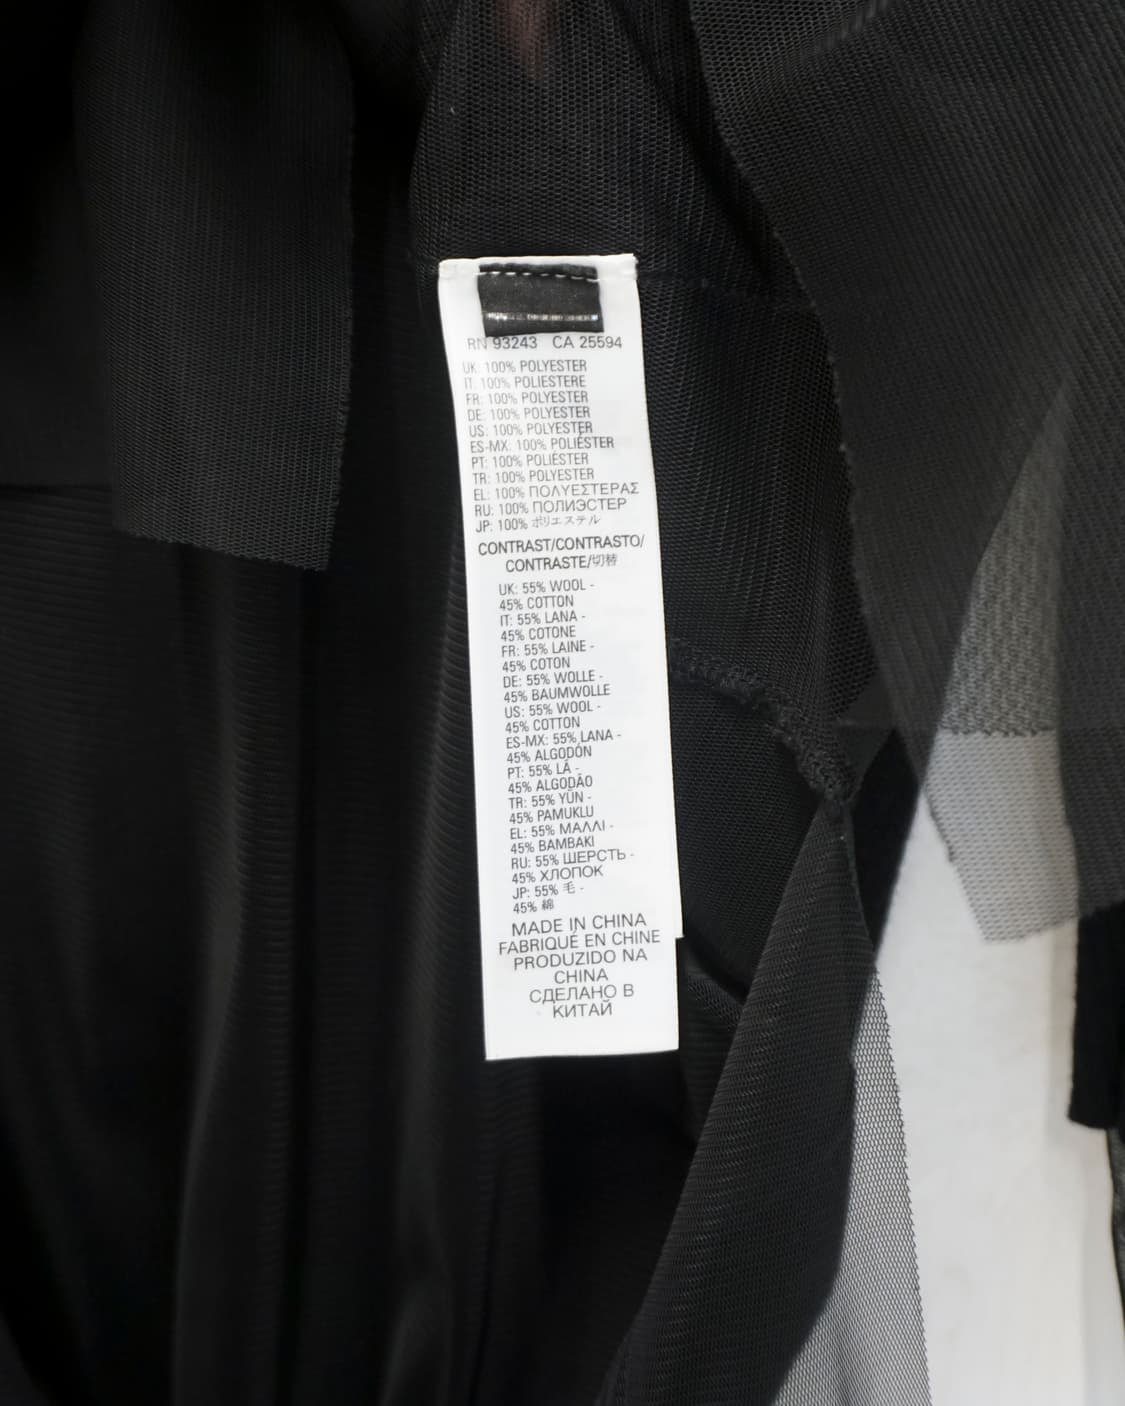 RN 93243 CA 25594
UK: 100% POLYESTER
IT: 100% POLIESTERE
FR: 100% POLYESTER
DE: 100% POLYESTER
US: 100% POLYESTER
ES-MX: 100% POLIÉSTER
PT: 100% POLIÉSTER
TR: 100% POLYESTER
EL: 100% ΠΟΛΥΕΣΤΕΡΑΣ
RU: 100% ПОЛИЭСТЕР
JP: 100% ポリエステル
CONTRAST/CONTRASTO/
CONTRASTE/切替
UK: 55% WOOL -
45% COTTON
IT: 55% LANA -
45% COTONE
FR: 55% LAINE -
45% COTON
DE: 55% WOLLE -
45% BAUMWOLLE
US: 55% WOOL -
45% COTTON
ES-MX: 55% LANA -
45% ALGODÓN
PT: 55% LÃ -
45% ALGODÃO
TR: 55% YÜN -
45% PAMUKLU
EL: 55% ΜΑΛΛΙ -
45% ΒΑΜΒΑΚΙ
RU: 55% ШЕРСТЬ -
45% ХЛОПОК
JP: 55% 毛 -
45% 綿
MADE IN CHINA
FABRIQUÉ EN CHINE
PRODUZIDO NA
CHINA
СДЕЛАНО В
КИТАЙ